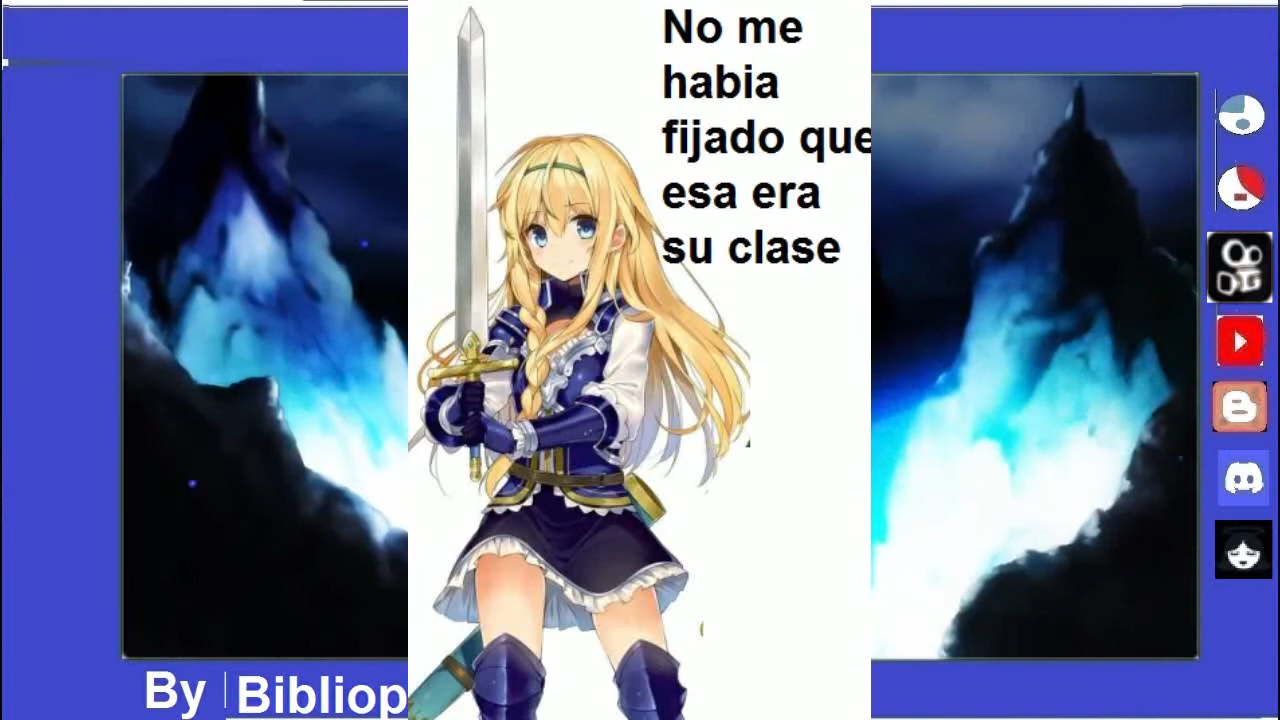 No me
habia
fijado que
esa era
su clase
By Bibliop